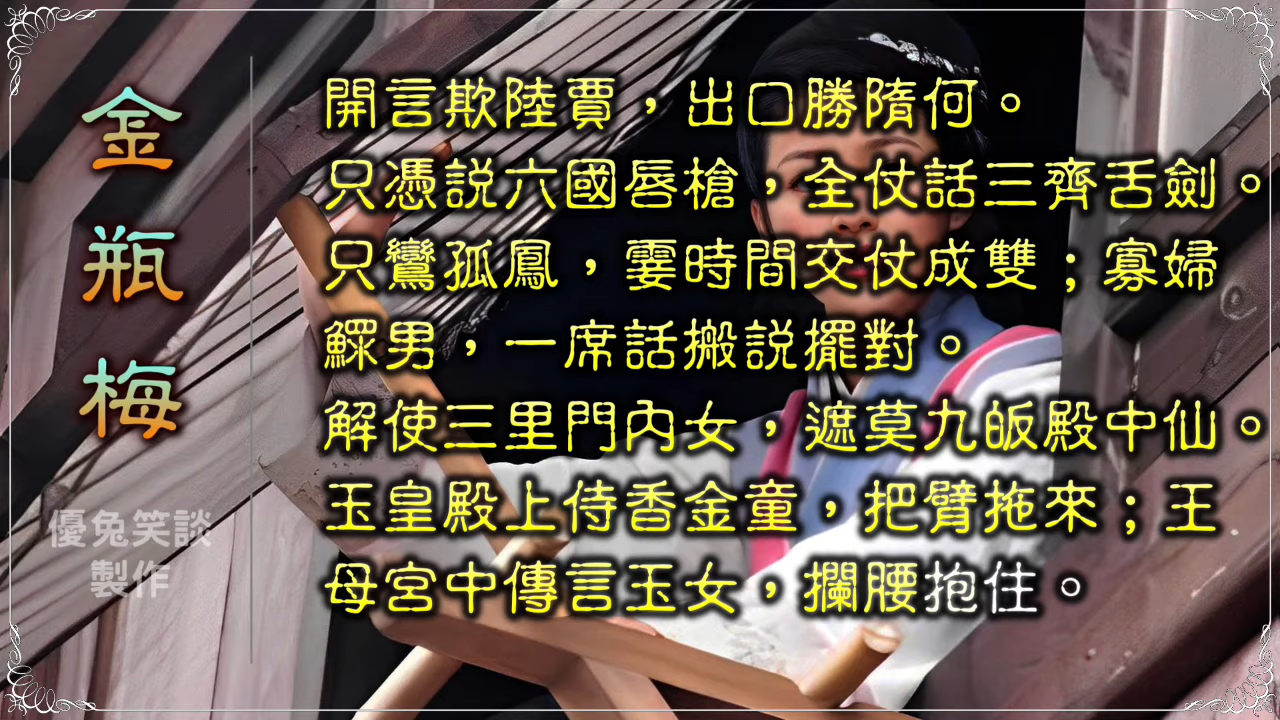 金瓶梅
開言欺陸賈，出口勝隋何。
只憑説六國唇槍，全仗話三齊舌劍。
只鸞孤鳳，霎時間交仗成雙；寡婦
鰥男，一席話搬説擺對。
解使三里門內女，遮莫九皈殿中仙。
玉皇殿上侍香金童，把臂拖來；王
母宮中傳言玉女，攔腰抱住。
優兔笑談
製作